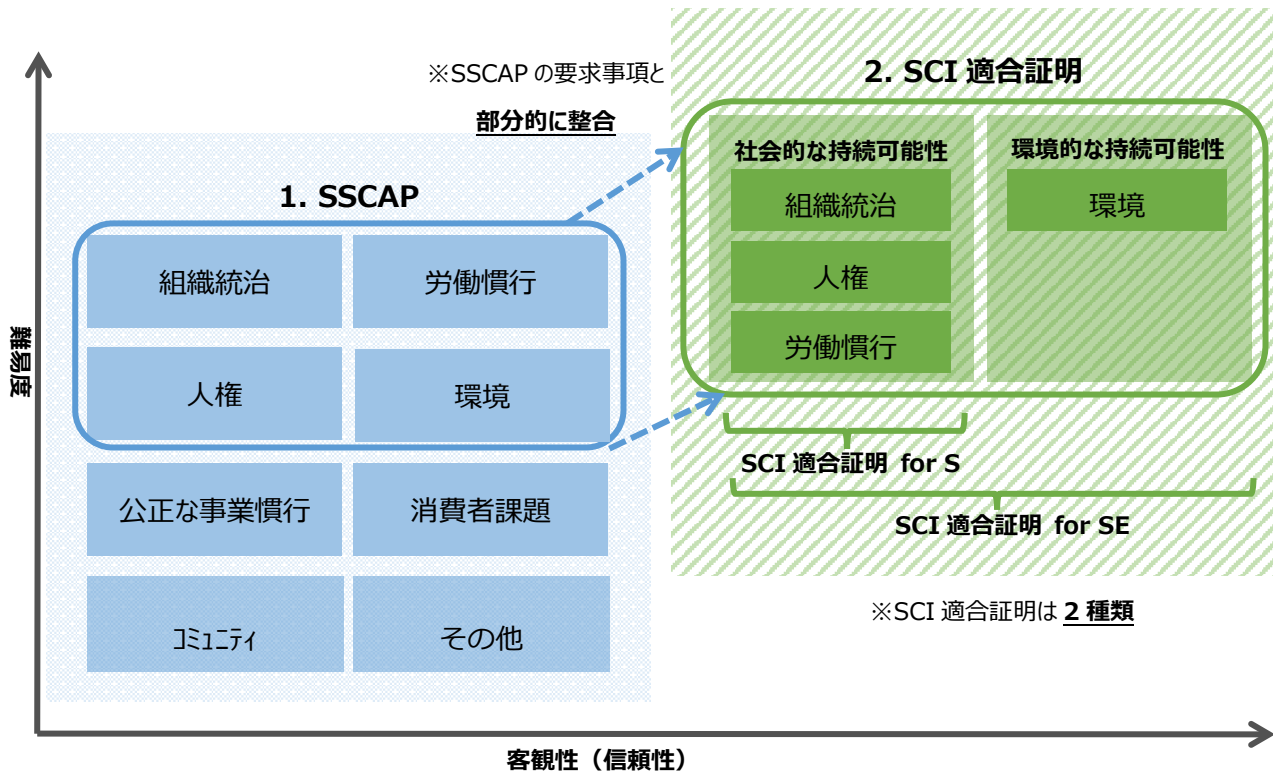 ※SSCAP の要求事項と
部分的に整合
1. SSCAP
組織統治
労働慣行
人権
環境
公正な事業慣行
消費者課題
コミュニティ
その他
2. SCI 適合証明
社会的な持続可能性
環境的な持続可能性
組織統治
環境
人権
労働慣行
SCI 適合証明 for S
SCI 適合証明 for SE
※SCI 適合証明は 2 種類
難易度
客観性（信頼性）